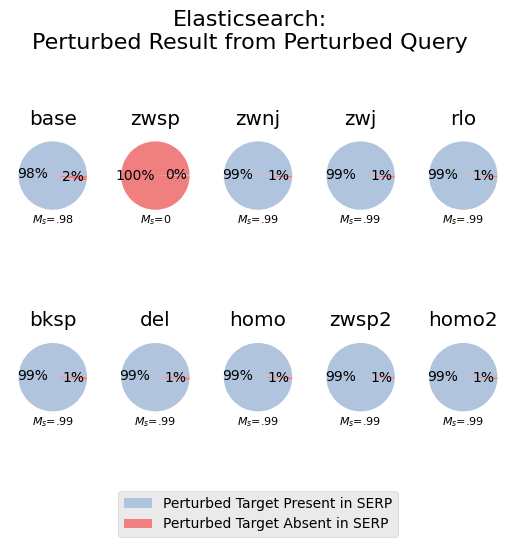 Elasticsearch:
Perturbed Result from Perturbed Query
base zwsp zwnj zwj rlo
98% 2% 100% 0% 99% 1% 99% 1% 99% 1%
Mₛ=.98 Mₛ=0 Mₛ=.99 Mₛ=.99 Mₛ=.99
bksp del homo zwsp2 homo2
99% 1% 99% 1% 99% 1% 99% 1% 99% 1%
Mₛ=.99 Mₛ=.99 Mₛ=.99 Mₛ=.99 Mₛ=.99
Perturbed Target Present in SERP
Perturbed Target Absent in SERP